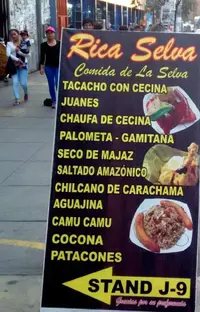 Rica Selva
Comida de La Selva
TACACHO CON CECINA
JUANES
CHAUFA DE CECINA
PALOMETA - GAMITANA
SECO DE MAJAZ
SALTADO AMAZÓNICO
CHILCANO DE CARACHAMA
AGUAJINA
CAMU CAMU
COCONA
PATACONES
STAND J-9
Gracias por su preferencia